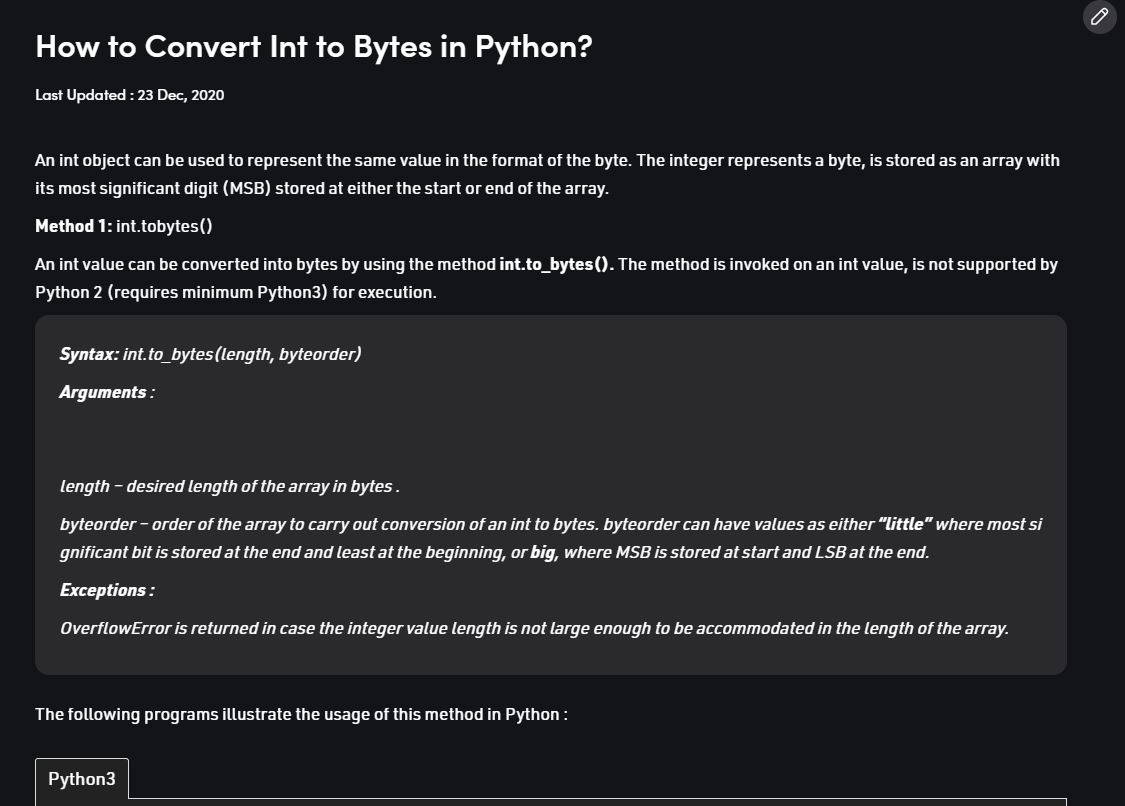 How to Convert Int to Bytes in Python?
Last Updated : 23 Dec, 2020
An int object can be used to represent the same value in the format of the byte. The integer represents a byte, is stored as an array with
its most significant digit (MSB) stored at either the start or end of the array.
Method 1: int.tobytes()
An int value can be converted into bytes by using the method int.to_bytes(). The method is invoked on an int value, is not supported by
Python 2 (requires minimum Python3) for execution.
Syntax: int.to_bytes(length, byteorder)
Arguments :
length – desired length of the array in bytes .
byteorder – order of the array to carry out conversion of an int to bytes. byteorder can have values as either “little” where most si
gnificant bit is stored at the end and least at the beginning, or big, where MSB is stored at start and LSB at the end.
Exceptions :
OverflowError is returned in case the integer value length is not large enough to be accommodated in the length of the array.
The following programs illustrate the usage of this method in Python :
Python3